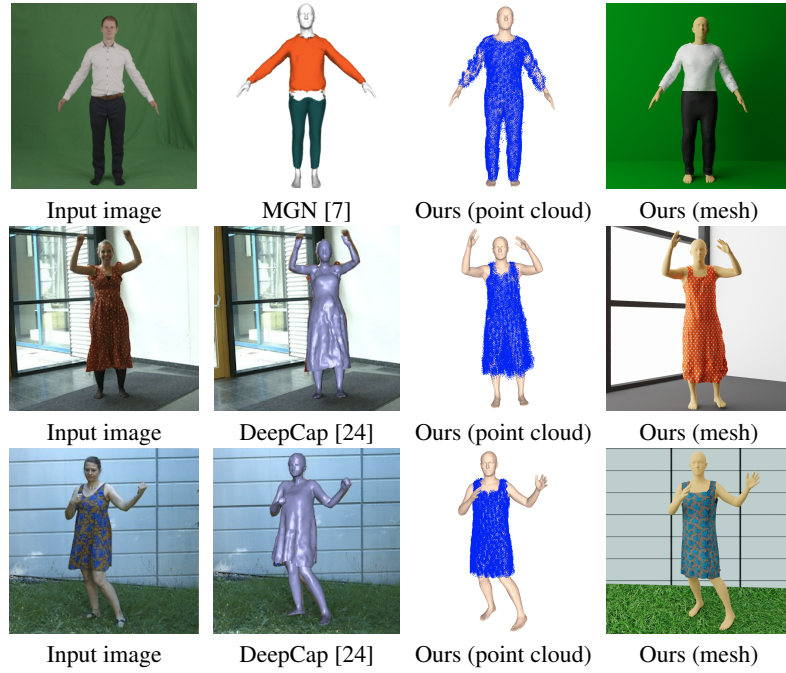 Input image MGN [7] Ours (point cloud) Ours (mesh)
Input image DeepCap [24] Ours (point cloud) Ours (mesh)
Input image DeepCap [24] Ours (point cloud) Ours (mesh)